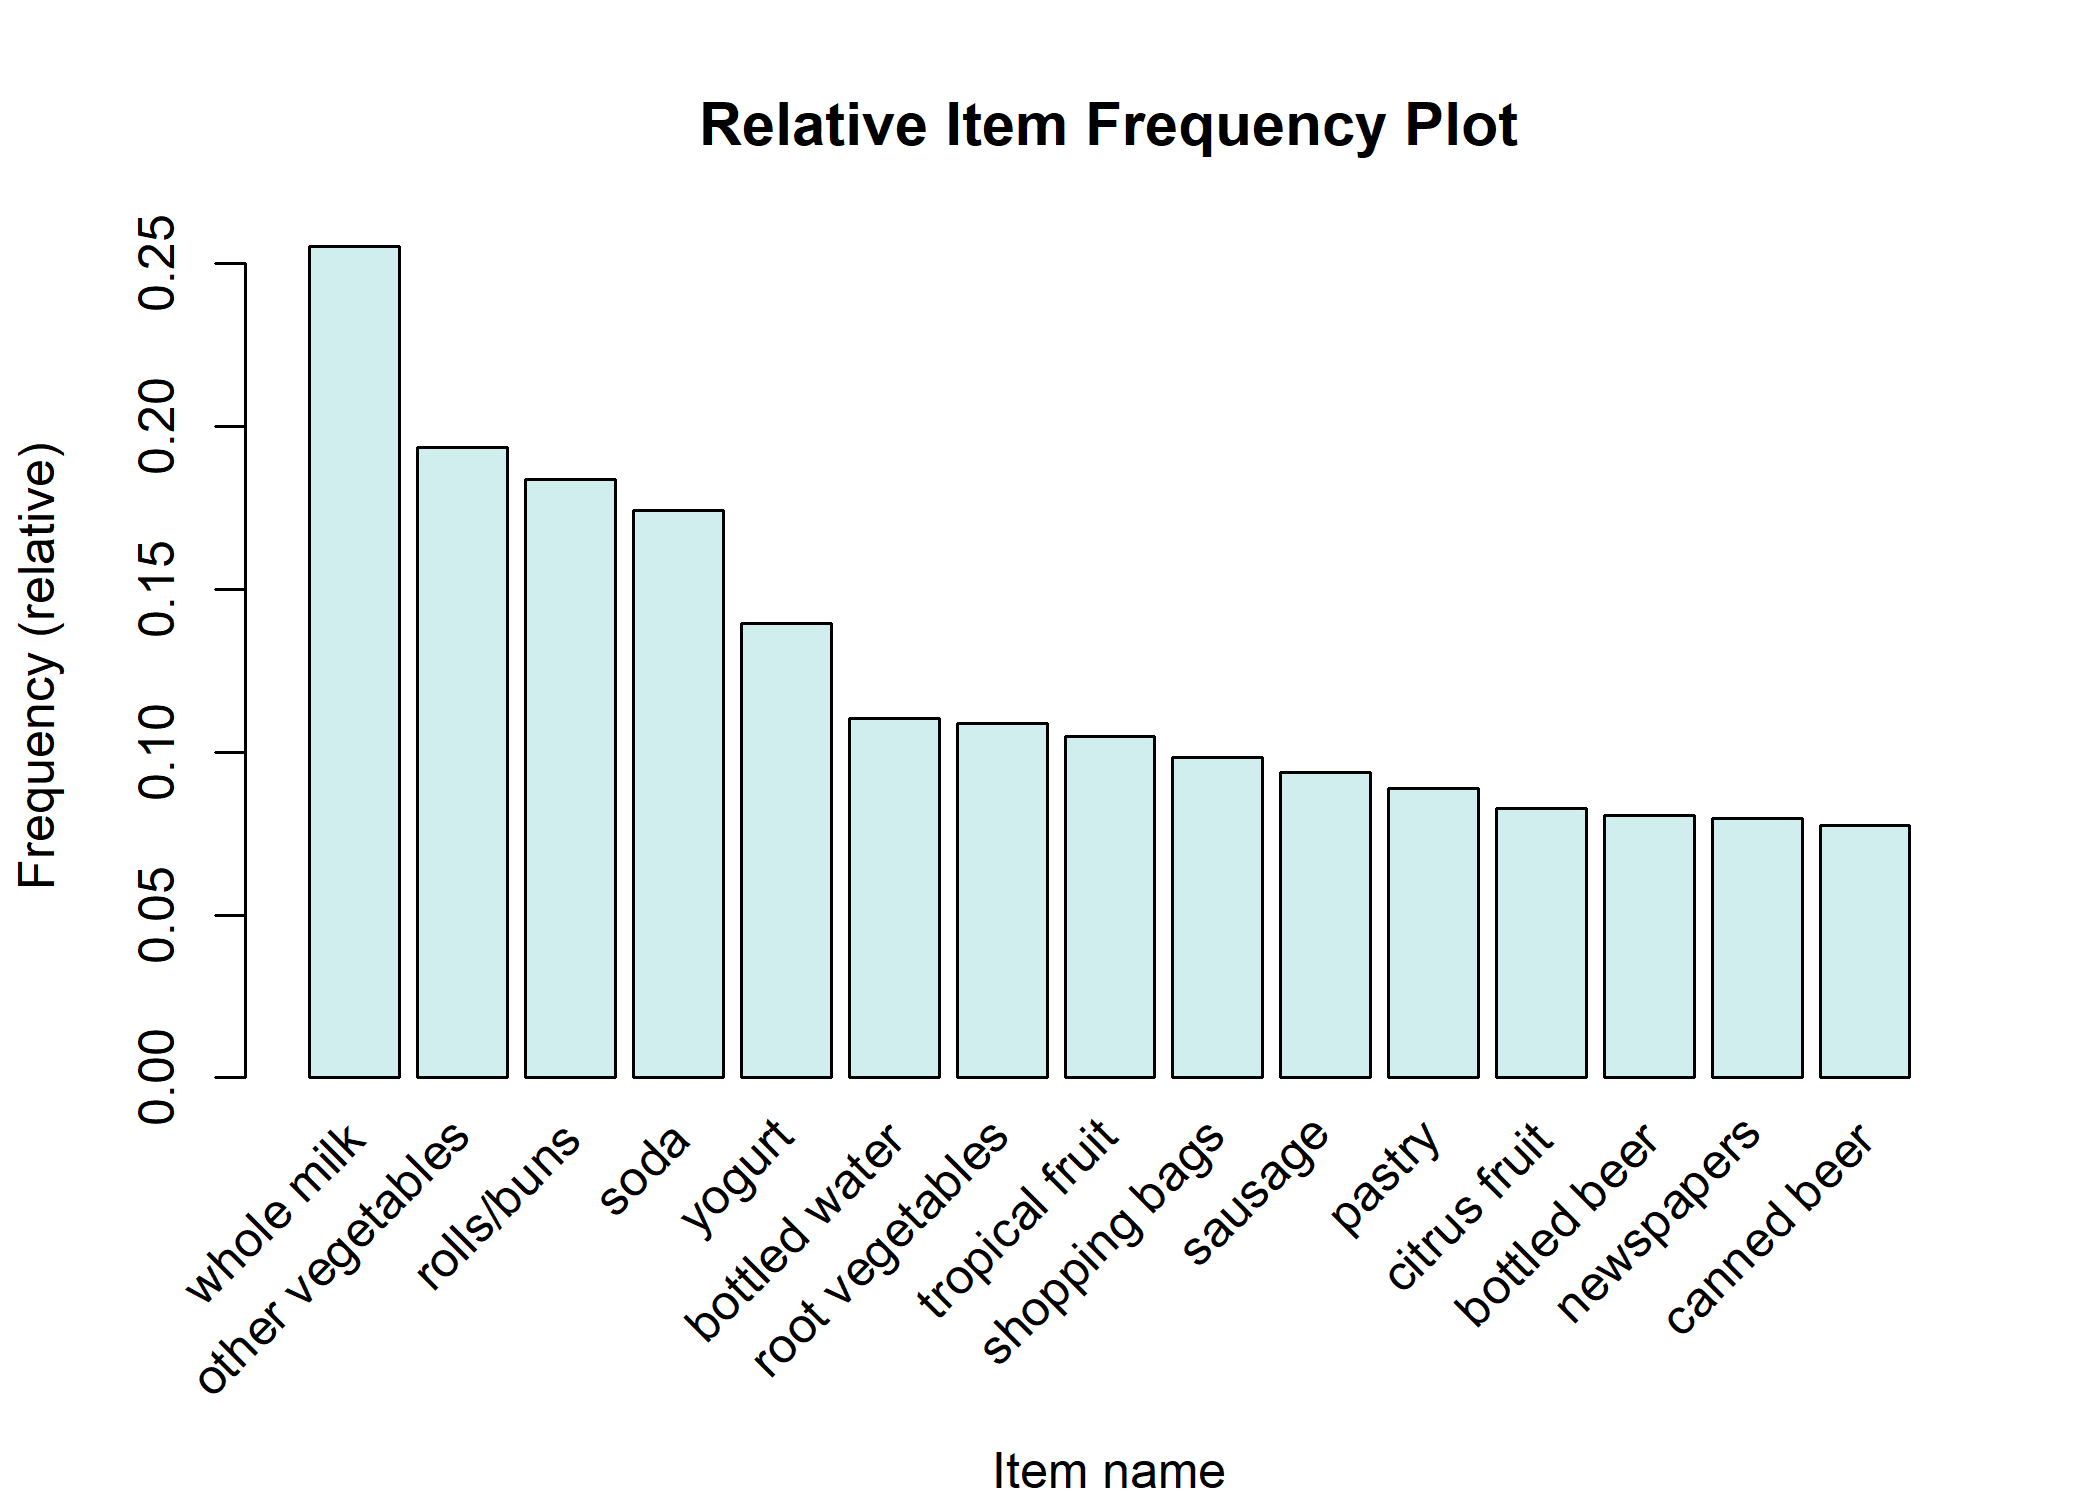 Relative Item Frequency Plot
Frequency (relative)
0.25
0.20
0.15
0.10
0.05
0.00
whole milk
other vegetables
rolls/buns
soda
yogurt
bottled water
root vegetables
tropical fruit
shopping bags
sausage
pastry
citrus fruit
bottled beer
newspapers
canned beer
Item name